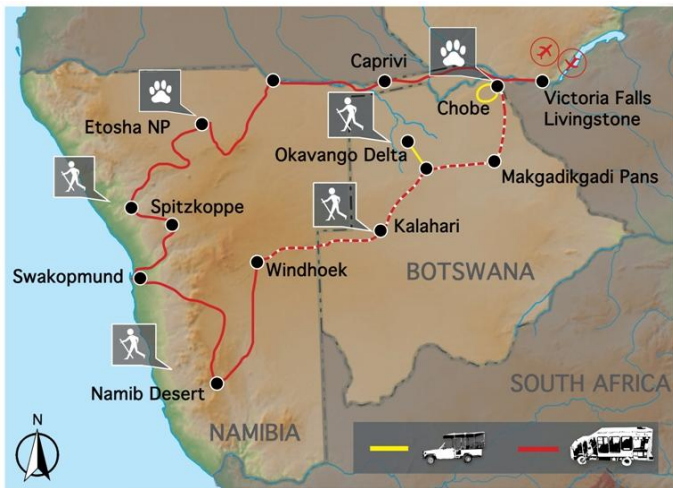 Caprivi
Etosha NP
Chobe
Victoria Falls
Livingstone
Okavango Delta
Makgadikgadi Pans
Spitzkoppe
Kalahari
Swakopmund
Windhoek
BOTSWANA
Namib Desert
SOUTH AFRICA
NAMIBIA
N